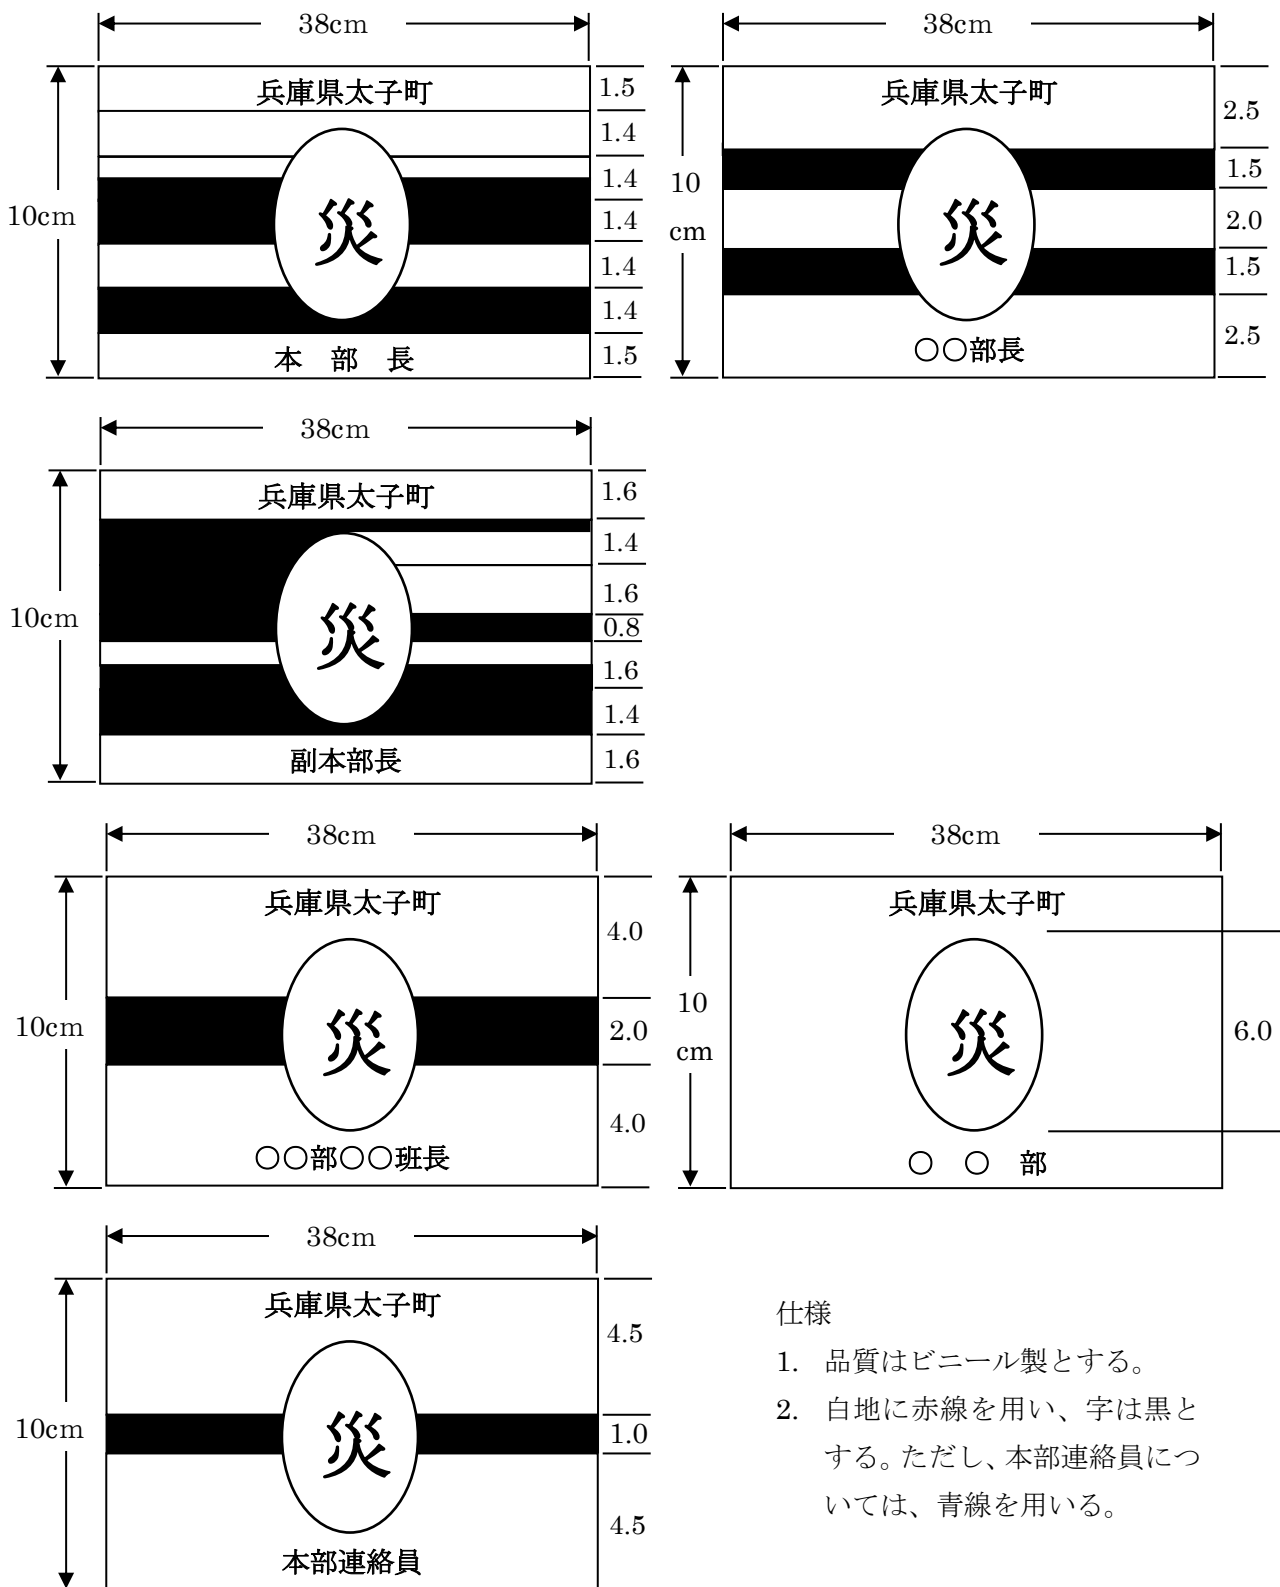 38cm
兵庫県太子町
10cm
1.5
1.4
1.4
1.4
1.4
1.4
1.5
災
本 部 長
38cm
兵庫県太子町
10
cm
2.5
1.5
2.0
1.5
2.5
災
○○部長
38cm
兵庫県太子町
10cm
1.6
1.4
1.6
0.8
1.6
1.4
1.6
災
副本部長
38cm
兵庫県太子町
10cm
4.0
2.0
4.0
災
○○部○○班長
38cm
兵庫県太子町
10
cm
6.0
災
○ ○ 部
38cm
兵庫県太子町
10cm
4.5
1.0
4.5
災
本部連絡員
仕様
1. 品質はビニール製とする。
2. 白地に赤線を用い、字は黒と
する。ただし、本部連絡員につ
いては、青線を用いる。